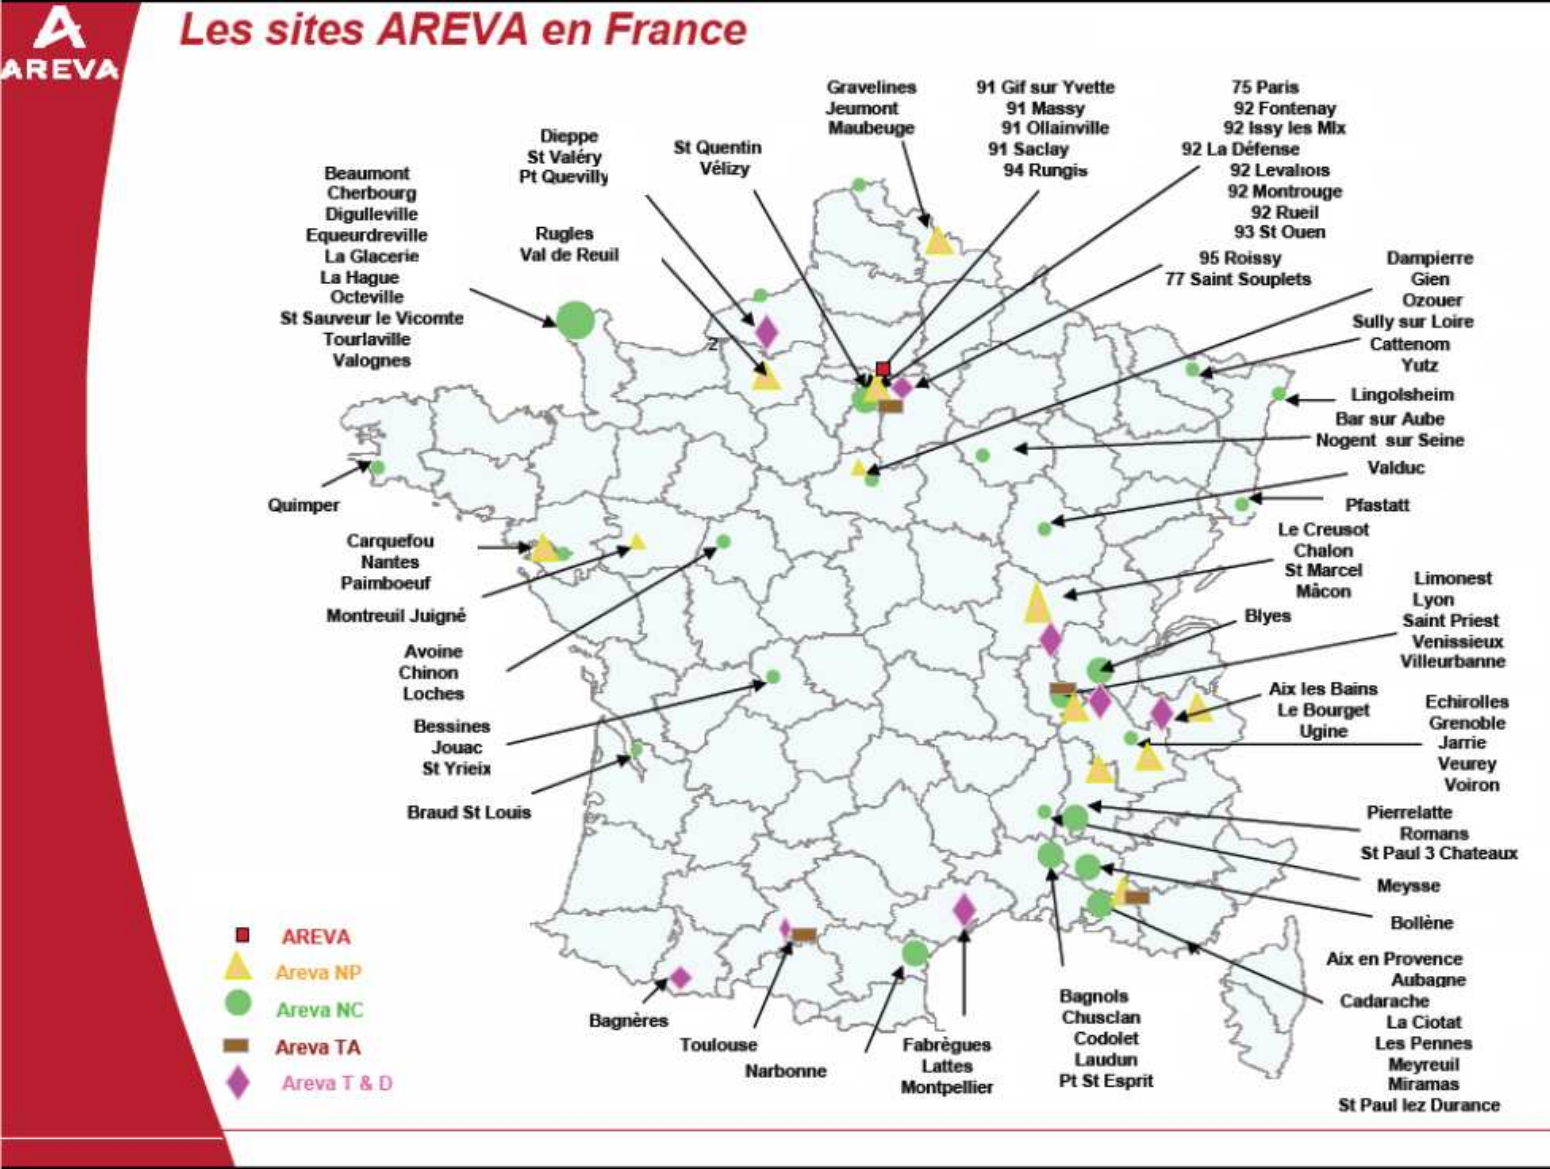 AREVA
Les sites AREVA en France
Gravelines
Jeumont
Maubeuge
91 Gif sur Yvette
91 Massy
91 Ollainville
91 Saclay
94 Rungis
75 Paris
92 Fontenay
92 Issy les Mlx
92 La Défense
92 Levallois
92 Montrouge
92 Rueil
93 St Ouen
Dieppe
St Valéry
Pt Quevilly
St Quentin
Vélizy
Beaumont
Cherbourg
Digulleville
Equeurdreville
La Glacerie
La Hague
Octeville
St Sauveur le Vicomte
Tourlaville
Valognes
Rugles
Val de Reuil
95 Roissy
77 Saint Souplets
Dampierre
Gien
Ozouer
Sully sur Loire
Cattenom
Yutz
Lingolsheim
Bar sur Aube
Nogent sur Seine
Valduc
Pfastatt
2
Quimper
Carquefou
Nantes
Paimboeuf
Montreuil Juigné
Avoine
Chinon
Loches
Bessines
Jouac
St Yrieix
Braud St Louis
Le Creusot
Chalon
St Marcel
Mâcon
Blyes
Limonest
Lyon
Saint Priest
Venissieux
Villeurbanne
Aix les Bains
Le Bourget
Ugine
Echirolles
Grenoble
Jarrie
Veurey
Voiron
Pierrelatte
Romans
St Paul 3 Chateaux
Meysse
Bollène
Aix en Provence
Aubagne
Cadarache
La Ciotat
Les Pennes
Meyreuil
Miramas
St Paul lez Durance
Bagnols
Chusclan
Codolet
Laudun
Pt St Esprit
Fabrègues
Lattes
Montpellier
Narbonne
Toulouse
Bagnères
AREVA
Areva NP
Areva NC
Areva TA
Areva T & D